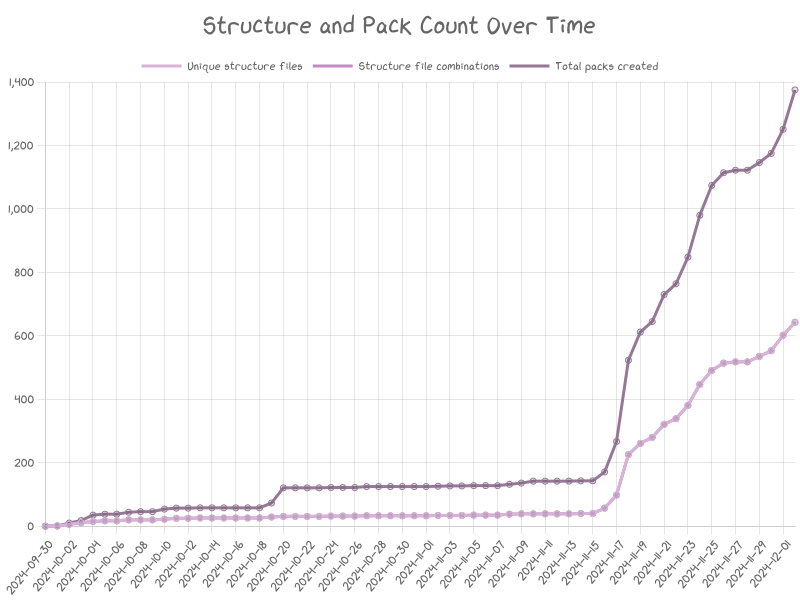 Structure and Pack Count Over Time
Unique structure files Structure file combinations Total packs created
1,400
1,200
1,000
800
600
400
200
0
2024-09-30 2024-10-02 2024-10-04 2024-10-06 2024-10-08 2024-10-10 2024-10-12 2024-10-14 2024-10-16 2024-10-18 2024-10-20 2024-10-22 2024-10-24 2024-10-26 2024-10-28 2024-10-30 2024-11-01 2024-11-03 2024-11-05 2024-11-07 2024-11-09 2024-11-11 2024-11-13 2024-11-15 2024-11-17 2024-11-19 2024-11-21 2024-11-23 2024-11-25 2024-11-27 2024-11-29 2024-12-01